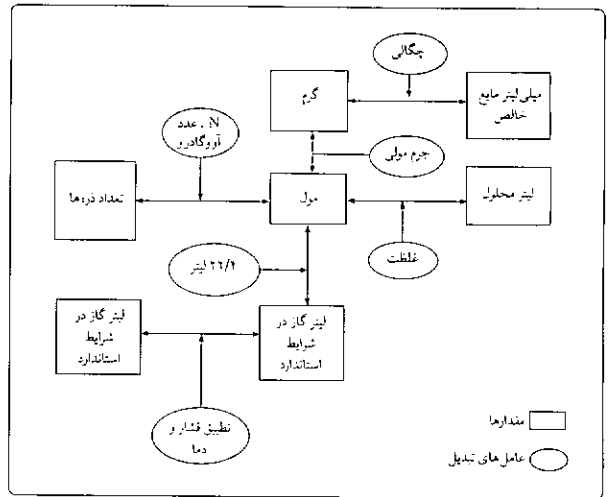 چگالی
گرم
میلی لیتر مایع
خالص
N ، عدد
آووگادرو
جرم مولی
تعداد ذره‌ها
مول
لیتر محلول
۲۲/۴ لیتر
غلظت
لیتر گاز در
شرایط
استاندارد
لیتر گاز در
شرایط
استاندارد
تطبیق فشار و
دما
مقدارها
عامل های تبدیل